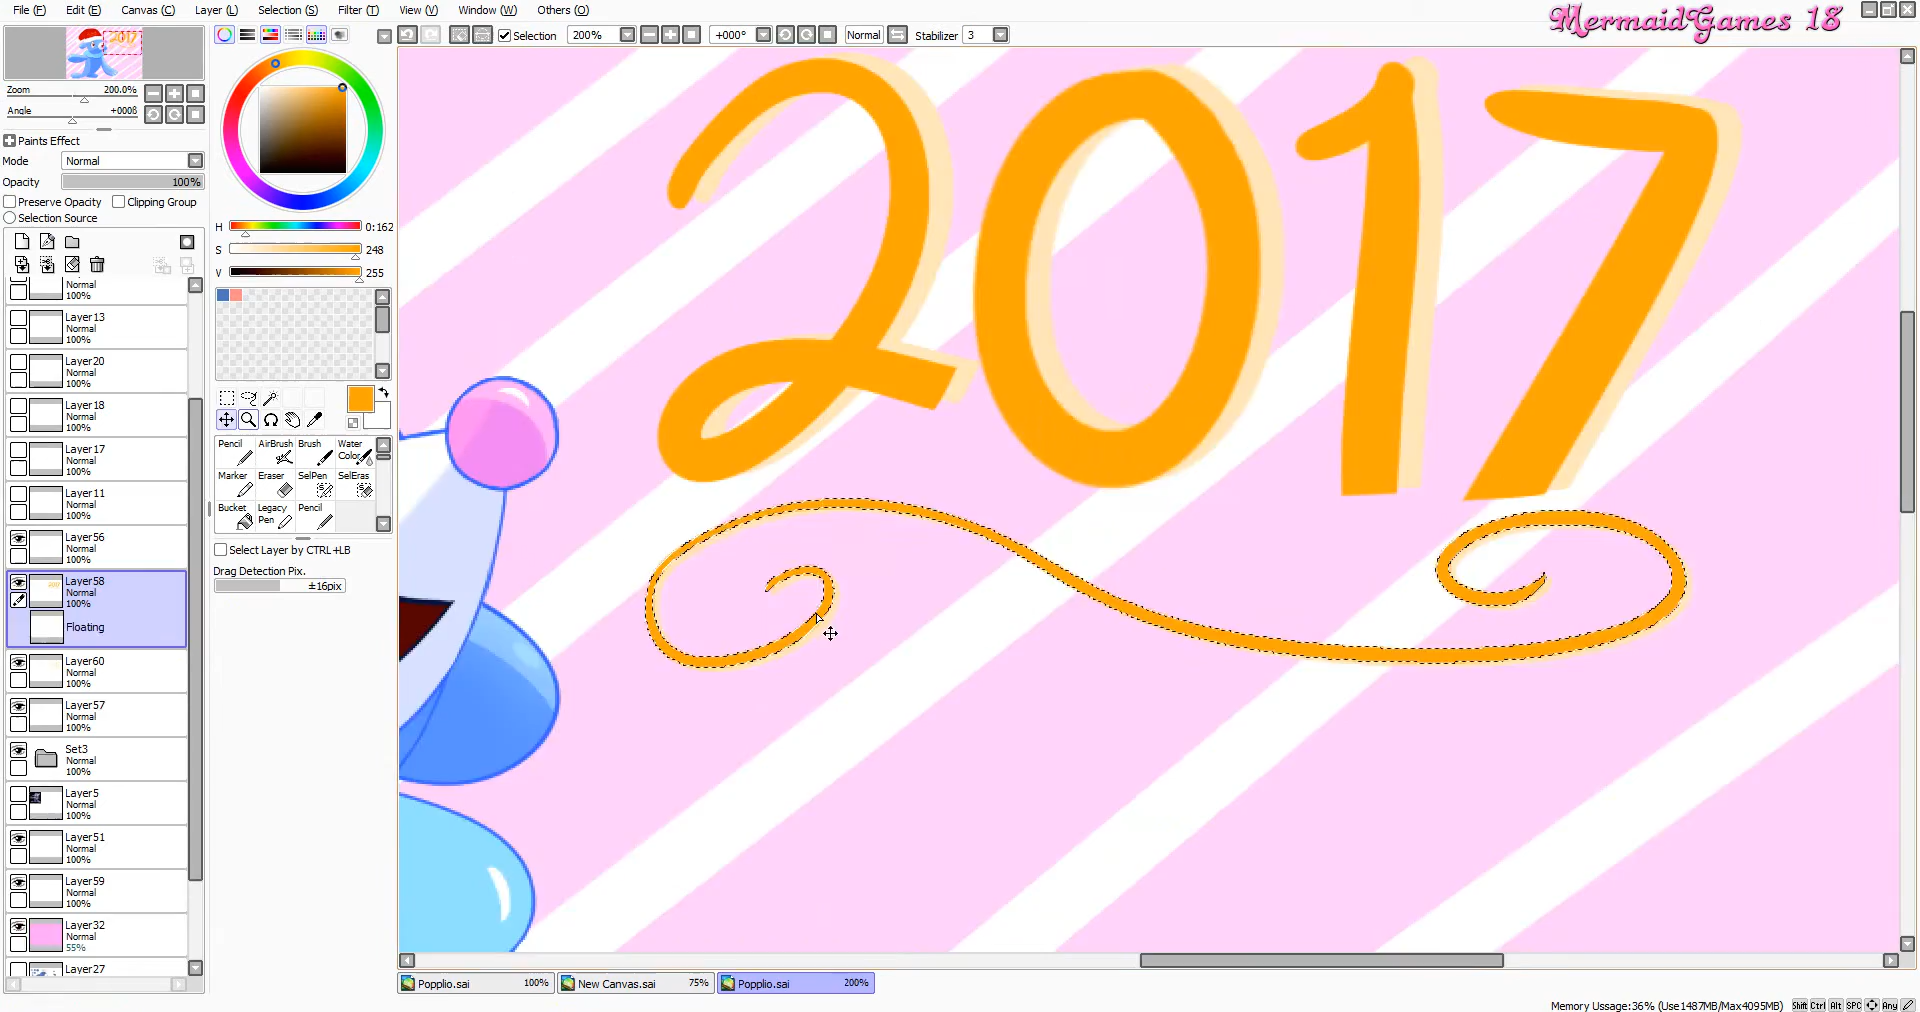 File (F) Edit (E) Canvas (C) Layer (L) Selection (S) Filter (T) View (V) Window (W) Others (O)
MermaidGames 18
Selection 200% +000° Normal Stabilizer 3
Zoom 200.0%
Angle +000ß
Paints Effect
Mode Normal
Opacity 100%
Preserve Opacity Clipping Group
Selection Source
H 0:162
S 248
V 255
Normal
100%
Layer13
Normal
100%
Layer20
Normal
100%
Layer18
Normal
100%
Layer17
Normal
100%
Layer11
Normal
100%
Layer56
Normal
100%
Layer58
Normal
100%
Floating
Layer60
Normal
100%
Layer57
Normal
100%
Set3
Normal
100%
Layer5
Normal
100%
Layer51
Normal
100%
Layer59
Normal
100%
Layer32
Normal
55%
Layer27
Pencil AirBrush Brush Water Color
Marker Eraser SelPen SelEras
Bucket Legacy Pen Pencil
Select Layer by CTRL+LB
Drag Detection Pix.
±16pix
2017
Popplio.sai 100% New Canvas.sai 75% Popplio.sai 200%
Memory Ussage:36% (Use1487MB/Max4095MB) Shift Ctrl Alt SPC Any